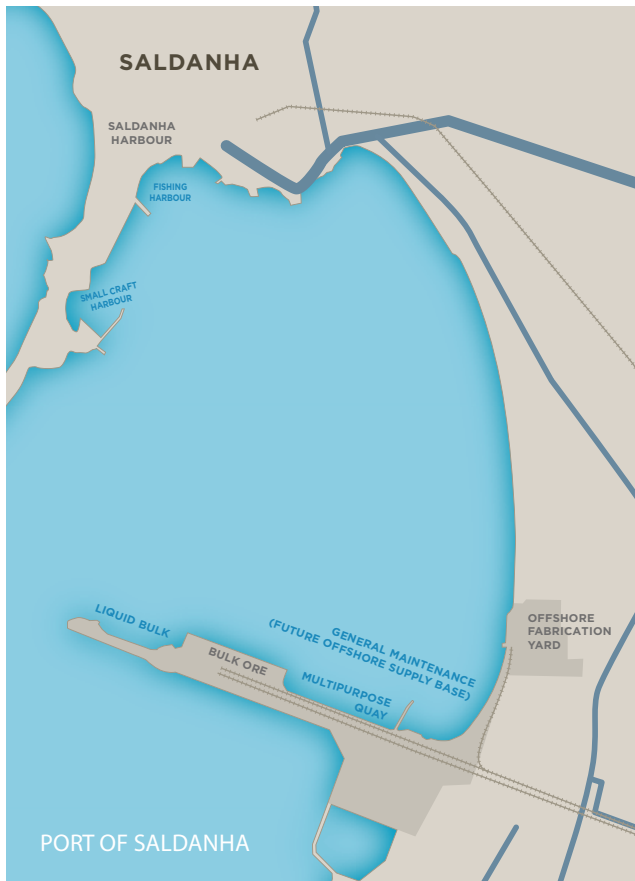 SALDANHA
SALDANHA
HARBOUR
FISHING
HARBOUR
SMALL CRAFT
HARBOUR
LIQUID BULK
BULK ORE
GENERAL MAINTENANCE
(FUTURE OFFSHORE SUPPLY BASE)
MULTIPURPOSE
QUAY
OFFSHORE
FABRICATION
YARD
PORT OF SALDANHA